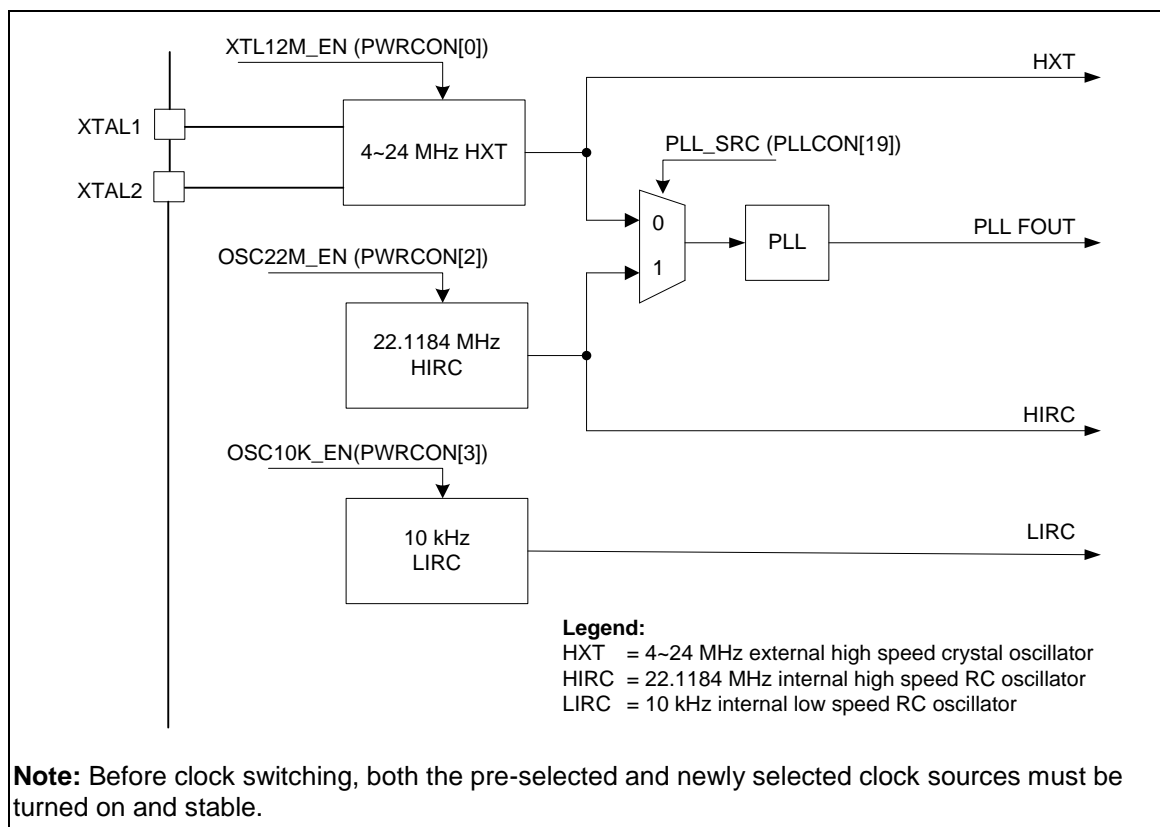 XTL12M_EN (PWRCON[0])
HXT
XTAL1
4~24 MHz HXT
PLL_SRC (PLLCON[19])
XTAL2
0
PLL
PLL FOUT
OSC22M_EN (PWRCON[2])
1
22.1184 MHz
HIRC
HIRC
OSC10K_EN(PWRCON[3])
10 kHz
LIRC
LIRC
Legend:
HXT = 4~24 MHz external high speed crystal oscillator
HIRC = 22.1184 MHz internal high speed RC oscillator
LIRC = 10 kHz internal low speed RC oscillator
Note: Before clock switching, both the pre-selected and newly selected clock sources must be
turned on and stable.